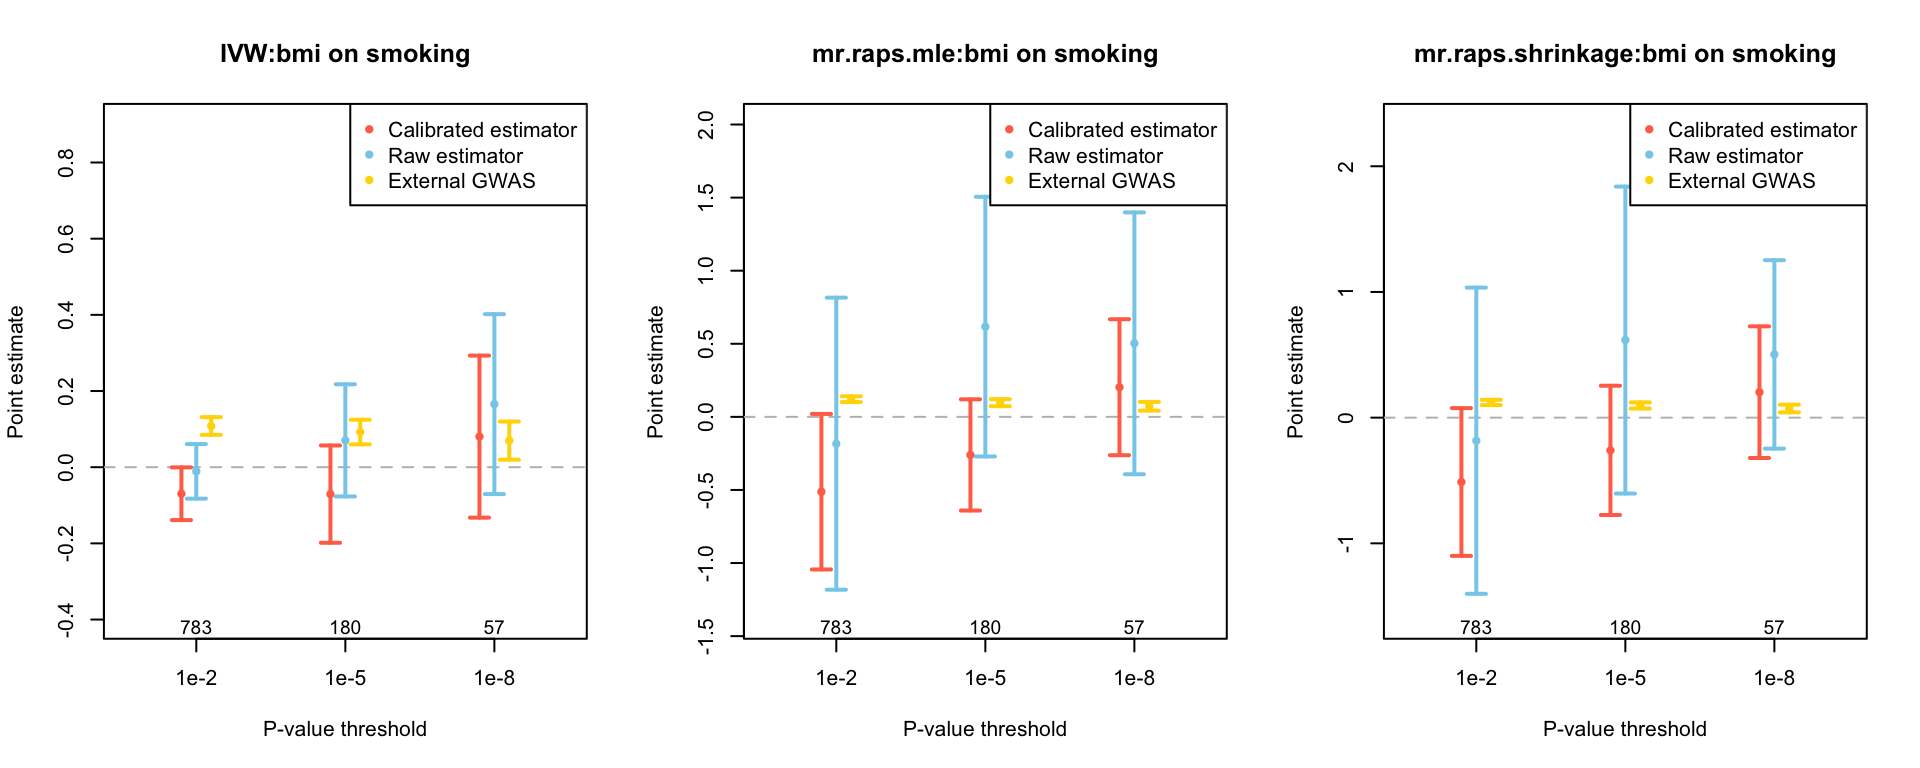 IVW:bmi on smoking
Calibrated estimator
Raw estimator
External GWAS
Point estimate
0.8
0.6
0.4
0.2
0.0
-0.2
-0.4
783 180 57
1e-2 1e-5 1e-8
P-value threshold
mr.raps.mle:bmi on smoking
Calibrated estimator
Raw estimator
External GWAS
Point estimate
2.0
1.5
1.0
0.5
0.0
-0.5
-1.0
-1.5
783 180 57
1e-2 1e-5 1e-8
P-value threshold
mr.raps.shrinkage:bmi on smoking
Calibrated estimator
Raw estimator
External GWAS
Point estimate
2
1
0
-1
783 180 57
1e-2 1e-5 1e-8
P-value threshold